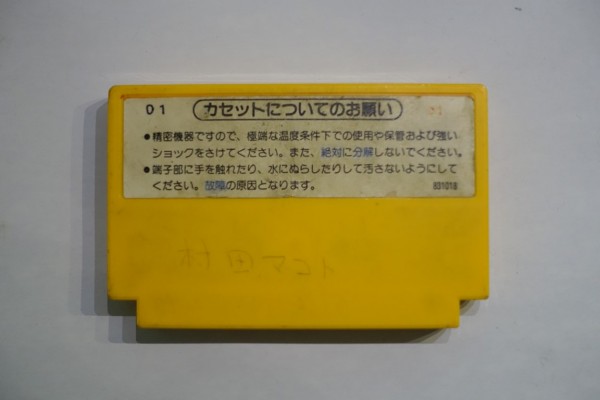 01 カセットについてのお願い
●精密機器ですので、極端な温度条件下での使用や保管および強い
ショックをさけてください。また、絶対に分解しないでください。
●端子部に手を触れたり、水にぬらしたりして汚さないようにして
ください。故障の原因となります。
831018
村田マコト